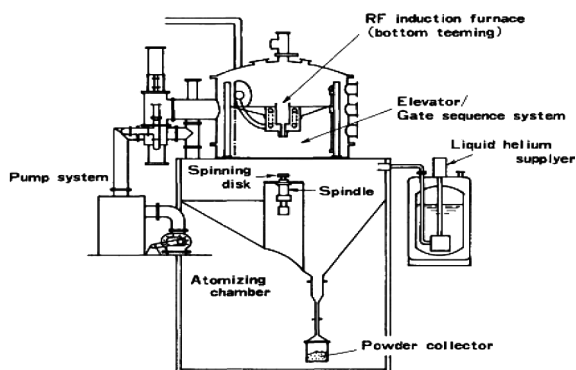 RF induction furnace
(bottom teeming)
Elevator/
Gate sequence system
Liquid helium
supplyer
Pump system
Spinning
disk
Spindle
Atomizing
chamber
Powder collector